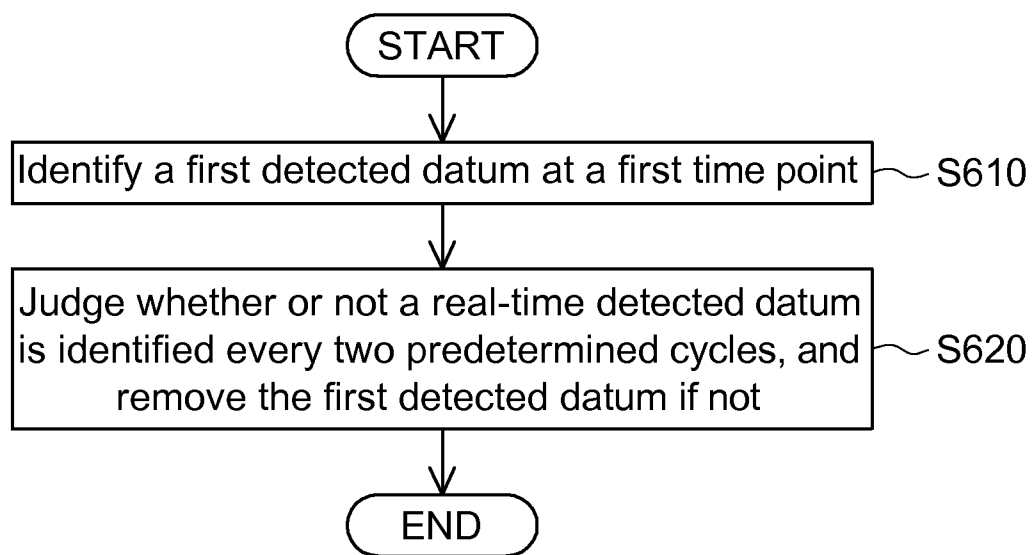 START
Identify a first detected datum at a first time point
S610
Judge whether or not a real-time detected datum
is identified every two predetermined cycles, and
remove the first detected datum if not
S620
END